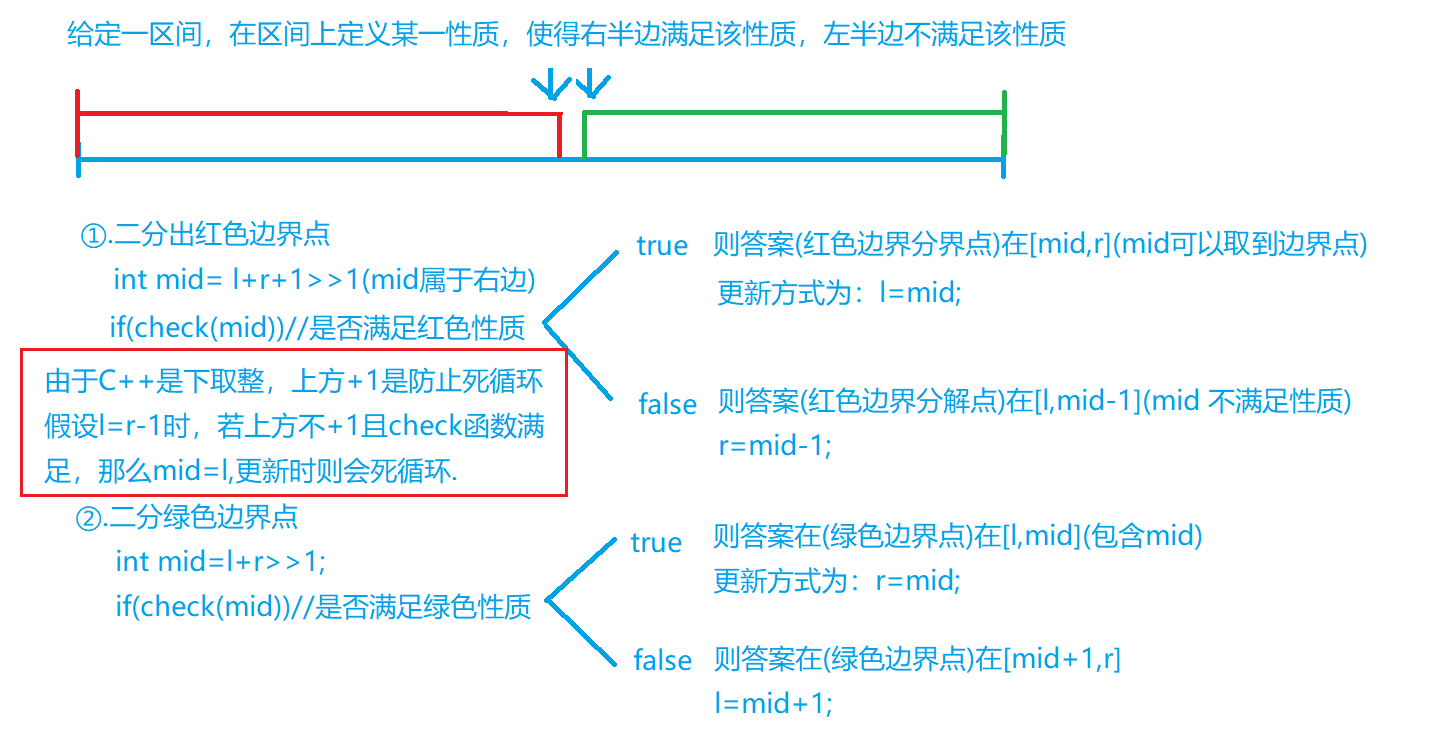 给定一区间，在区间上定义某一性质，使得右半边满足该性质，左半边不满足该性质
①.二分出红色边界点
int mid= l+r+1>>1(mid属于右边)
if(check(mid))//是否满足红色性质
true 则答案(红色边界分界点)在[mid,r](mid可以取到边界点)
更新方式为：l=mid;
false 则答案(红色边界分解点)在[l,mid-1](mid 不满足性质)
r=mid-1;
由于C++是下取整，上方+1是防止死循环
假设l=r-1时，若上方不+1且check函数满
足，那么mid=l,更新时则会死循环.
②.二分绿色边界点
int mid=l+r>>1;
if(check(mid))//是否满足绿色性质
true 则答案在(绿色边界点)在[l,mid](包含mid)
更新方式为：r=mid;
false 则答案在(绿色边界点)在[mid+1,r]
l=mid+1;